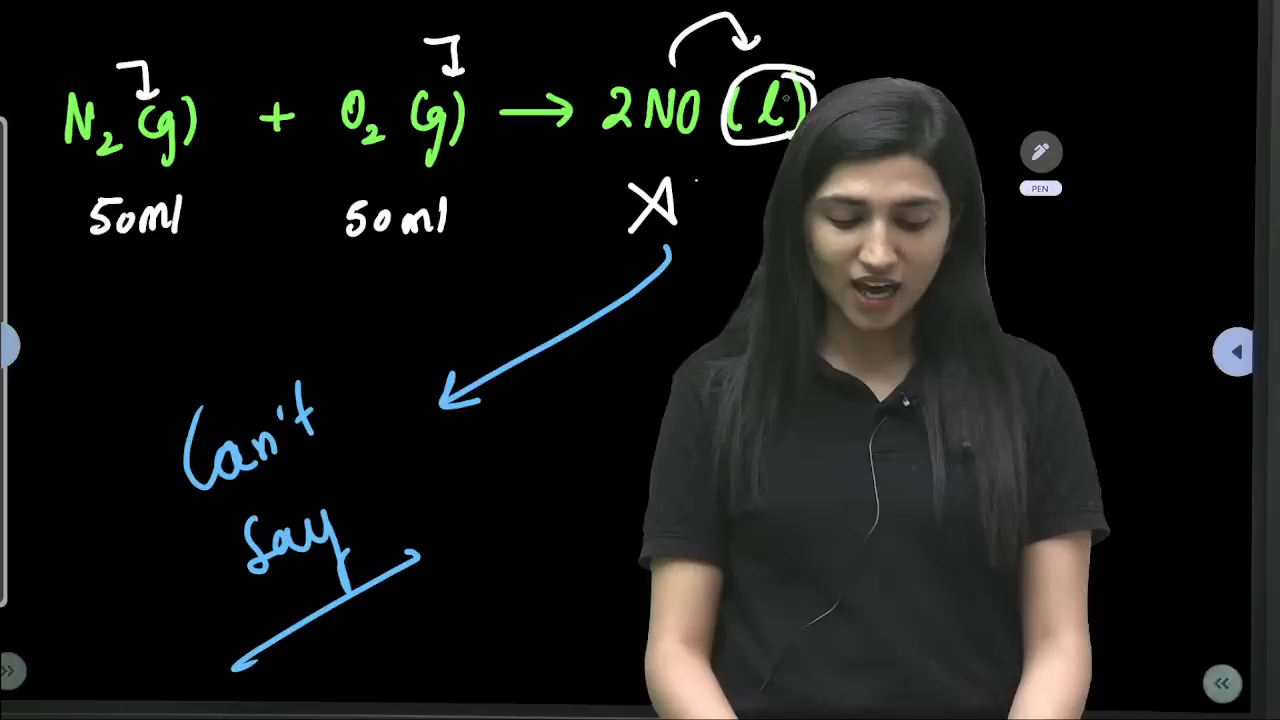 N₂ (g) + O₂ (g) → 2NO (l)
50ml 50ml X
Can't
Say
PEN